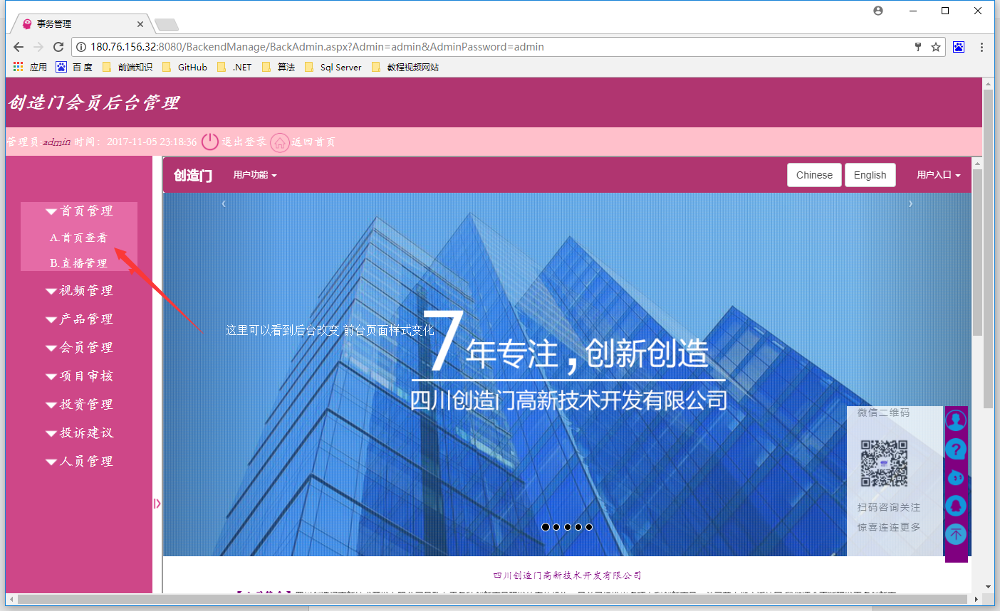 事务管理
180.76.156.32:8080/BackendManage/BackAdmin.aspx?Admin=admin&AdminPassword=admin
应用 百度 前端知识 GitHub .NET 算法 Sql Server 教程视频网站
创造门会员后台管理
管理员 admin 时间：2017-11-05 23:18:36 退出登录 返回首页
创造门 用户功能 Chinese English 用户入口
首页管理
A.首页查看
B.直播管理
视频管理
产品管理
会员管理
项目审核
投资管理
投诉建议
人员管理
这里可以看到后台改变 前台页面样式变化
7年专注，创新创造
四川创造门高新技术开发有限公司
微信二维码
扫码咨询关注
惊喜连连更多
四川创造门高新技术开发有限公司